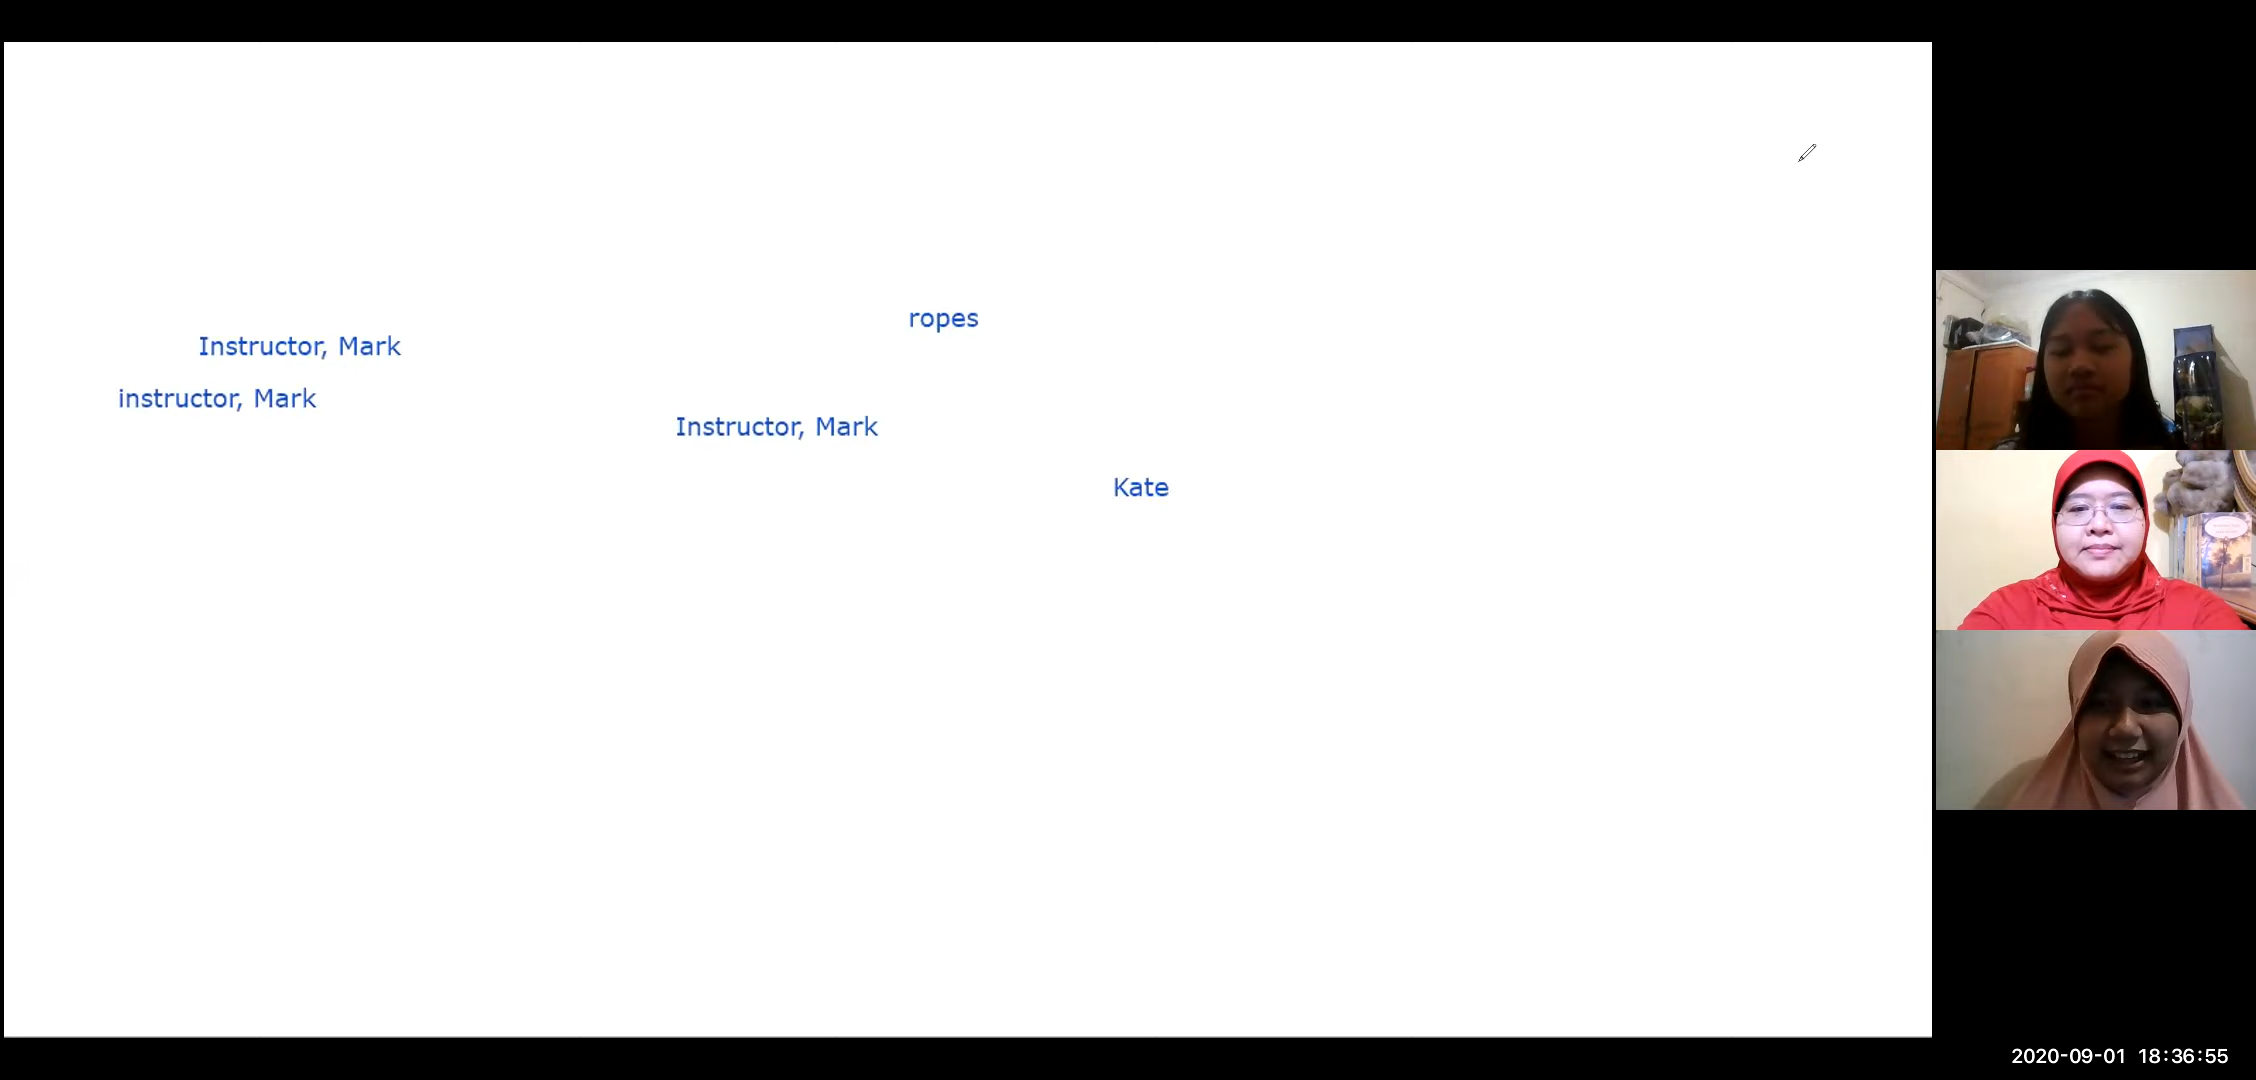 ropes
Instructor, Mark
instructor, Mark
Instructor, Mark
Kate
2020-09-01 18:36:55